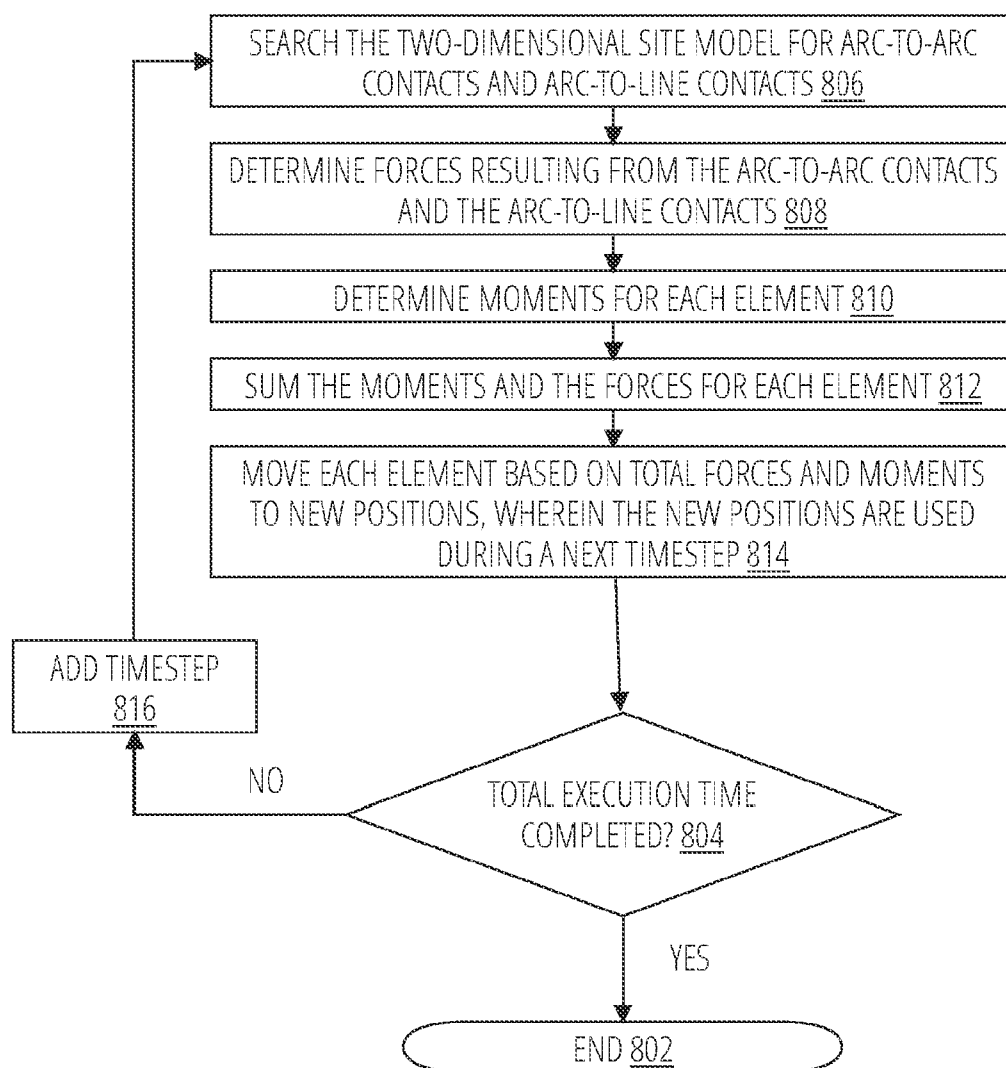 SEARCH THE TWO-DIMENSIONAL SITE MODEL FOR ARC-TO-ARC
CONTACTS AND ARC-TO-LINE CONTACTS 806
DETERMINE FORCES RESULTING FROM THE ARC-TO-ARC CONTACTS
AND THE ARC-TO-LINE CONTACTS 808
DETERMINE MOMENTS FOR EACH ELEMENT 810
SUM THE MOMENTS AND THE FORCES FOR EACH ELEMENT 812
MOVE EACH ELEMENT BASED ON TOTAL FORCES AND MOMENTS
TO NEW POSITIONS, WHEREIN THE NEW POSITIONS ARE USED
DURING A NEXT TIMESTEP 814
ADD TIMESTEP
816
NO
TOTAL EXECUTION TIME
COMPLETED? 804
YES
END 802